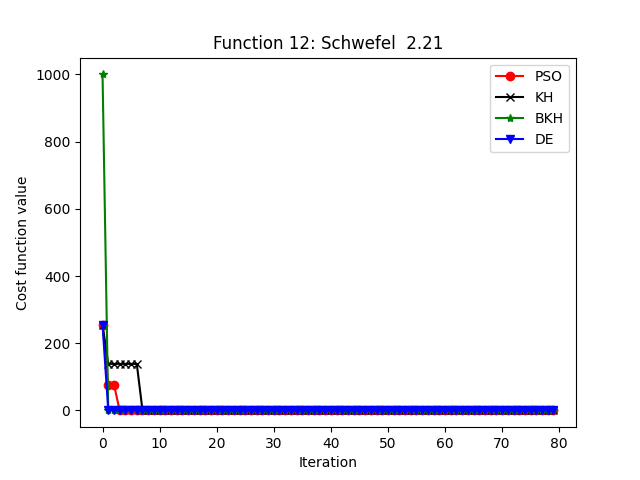 Function 12: Schwefel  2.21
Cost function value
1000
800
600
400
200
0
PSO
KH
BKH
DE
0 10 20 30 40 50 60 70 80
Iteration